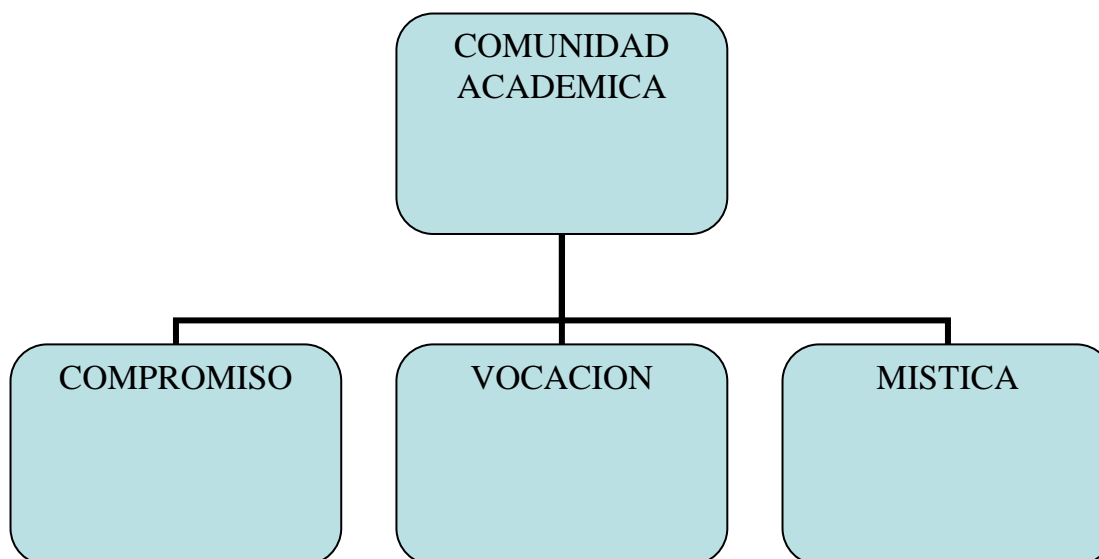 COMUNIDAD
ACADEMICA
COMPROMISO
VOCACION
MISTICA